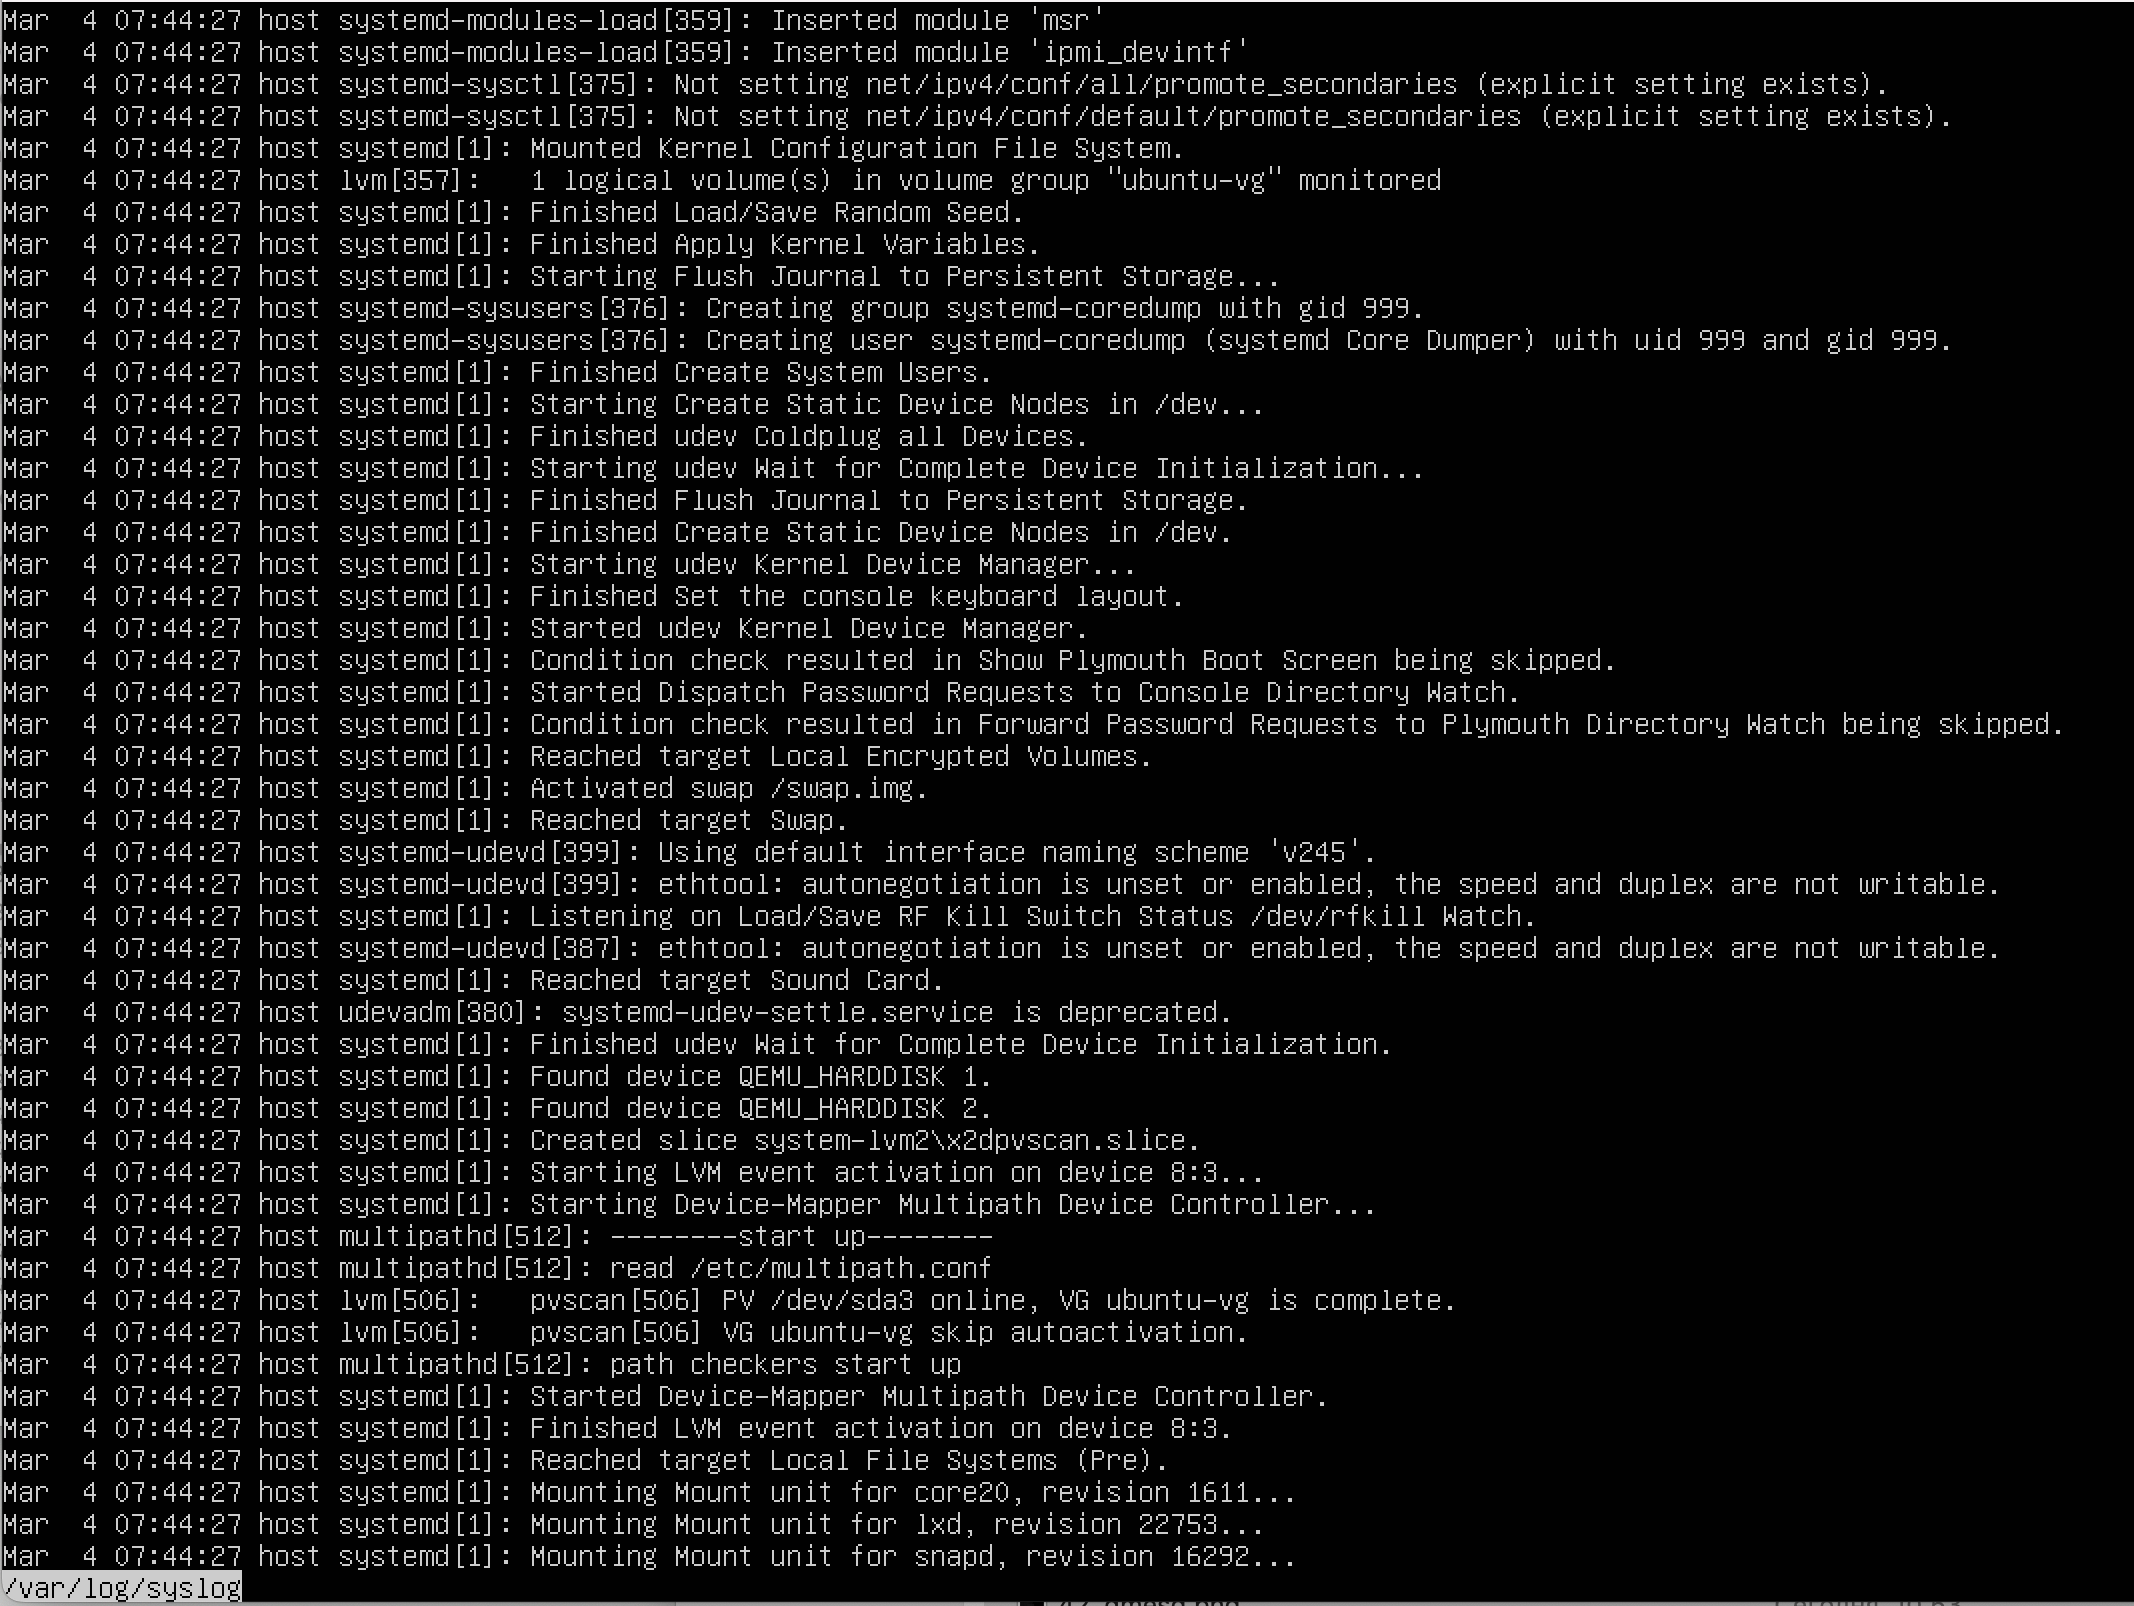 Mar  4 07:44:27 host systemd-modules-load[359]: Inserted module 'msr'
Mar  4 07:44:27 host systemd-modules-load[359]: Inserted module 'ipmi_devintf'
Mar  4 07:44:27 host systemd-sysctl[375]: Not setting net/ipv4/conf/all/promote_secondaries (explicit setting exists).
Mar  4 07:44:27 host systemd-sysctl[375]: Not setting net/ipv4/conf/default/promote_secondaries (explicit setting exists).
Mar  4 07:44:27 host systemd[1]: Mounted Kernel Configuration File System.
Mar  4 07:44:27 host lvm[357]:   1 logical volume(s) in volume group "ubuntu-vg" monitored
Mar  4 07:44:27 host systemd[1]: Finished Load/Save Random Seed.
Mar  4 07:44:27 host systemd[1]: Finished Apply Kernel Variables.
Mar  4 07:44:27 host systemd[1]: Starting Flush Journal to Persistent Storage...
Mar  4 07:44:27 host systemd-sysusers[376]: Creating group systemd-coredump with gid 999.
Mar  4 07:44:27 host systemd-sysusers[376]: Creating user systemd-coredump (systemd Core Dumper) with uid 999 and gid 999.
Mar  4 07:44:27 host systemd[1]: Finished Create System Users.
Mar  4 07:44:27 host systemd[1]: Starting Create Static Device Nodes in /dev...
Mar  4 07:44:27 host systemd[1]: Finished udev Coldplug all Devices.
Mar  4 07:44:27 host systemd[1]: Starting udev Wait for Complete Device Initialization...
Mar  4 07:44:27 host systemd[1]: Finished Flush Journal to Persistent Storage.
Mar  4 07:44:27 host systemd[1]: Finished Create Static Device Nodes in /dev.
Mar  4 07:44:27 host systemd[1]: Starting udev Kernel Device Manager...
Mar  4 07:44:27 host systemd[1]: Finished Set the console keyboard layout.
Mar  4 07:44:27 host systemd[1]: Started udev Kernel Device Manager.
Mar  4 07:44:27 host systemd[1]: Condition check resulted in Show Plymouth Boot Screen being skipped.
Mar  4 07:44:27 host systemd[1]: Started Dispatch Password Requests to Console Directory Watch.
Mar  4 07:44:27 host systemd[1]: Condition check resulted in Forward Password Requests to Plymouth Directory Watch being skipped.
Mar  4 07:44:27 host systemd[1]: Reached target Local Encrypted Volumes.
Mar  4 07:44:27 host systemd[1]: Activated swap /swap.img.
Mar  4 07:44:27 host systemd[1]: Reached target Swap.
Mar  4 07:44:27 host systemd-udevd[399]: Using default interface naming scheme 'v245'.
Mar  4 07:44:27 host systemd-udevd[399]: ethtool: autonegotiation is unset or enabled, the speed and duplex are not writable.
Mar  4 07:44:27 host systemd[1]: Listening on Load/Save RF Kill Switch Status /dev/rfkill Watch.
Mar  4 07:44:27 host systemd-udevd[387]: ethtool: autonegotiation is unset or enabled, the speed and duplex are not writable.
Mar  4 07:44:27 host systemd[1]: Reached target Sound Card.
Mar  4 07:44:27 host udevadm[380]: systemd-udev-settle.service is deprecated.
Mar  4 07:44:27 host systemd[1]: Finished udev Wait for Complete Device Initialization.
Mar  4 07:44:27 host systemd[1]: Found device QEMU_HARDDISK 1.
Mar  4 07:44:27 host systemd[1]: Found device QEMU_HARDDISK 2.
Mar  4 07:44:27 host systemd[1]: Created slice system-lvm2\x2dpvscan.slice.
Mar  4 07:44:27 host systemd[1]: Starting LVM event activation on device 8:3...
Mar  4 07:44:27 host systemd[1]: Starting Device-Mapper Multipath Device Controller...
Mar  4 07:44:27 host multipathd[512]: --------start up--------
Mar  4 07:44:27 host multipathd[512]: read /etc/multipath.conf
Mar  4 07:44:27 host lvm[506]:   pvscan[506] PV /dev/sda3 online, VG ubuntu-vg is complete.
Mar  4 07:44:27 host lvm[506]:   pvscan[506] VG ubuntu-vg skip autoactivation.
Mar  4 07:44:27 host multipathd[512]: path checkers start up
Mar  4 07:44:27 host systemd[1]: Started Device-Mapper Multipath Device Controller.
Mar  4 07:44:27 host systemd[1]: Finished LVM event activation on device 8:3.
Mar  4 07:44:27 host systemd[1]: Reached target Local File Systems (Pre).
Mar  4 07:44:27 host systemd[1]: Mounting Mount unit for core20, revision 1611...
Mar  4 07:44:27 host systemd[1]: Mounting Mount unit for lxd, revision 22753...
Mar  4 07:44:27 host systemd[1]: Mounting Mount unit for snapd, revision 16292...
/var/log/syslog